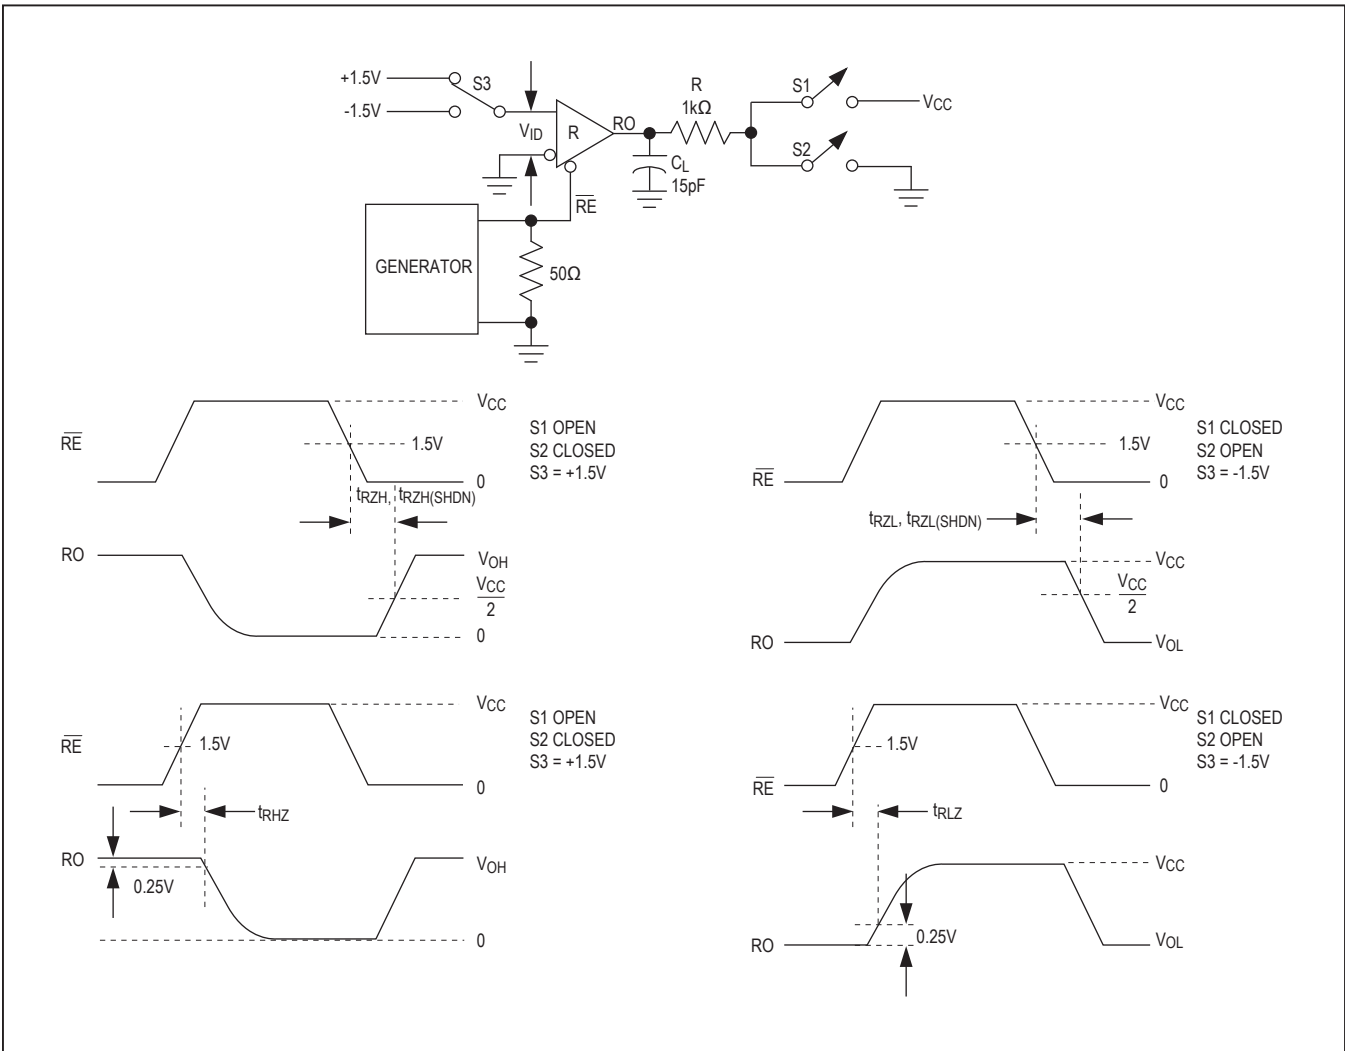 +1.5V
-1.5V
S3
VID
R
RO
RE
R
1kΩ
CL
15pF
S1
VCC
S2
GENERATOR
50Ω
RE
VCC
1.5V
0
S1 OPEN
S2 CLOSED
S3 = +1.5V
tRZH, tRZH(SHDN)
RO
VOH
VCC
2
0
RE
VCC
1.5V
0
S1 CLOSED
S2 OPEN
S3 = -1.5V
tRZL, tRZL(SHDN)
RO
VCC
VCC
2
VOL
RE
VCC
1.5V
0
S1 OPEN
S2 CLOSED
S3 = +1.5V
tRHZ
RO
0.25V
VOH
0
RE
VCC
1.5V
0
S1 CLOSED
S2 OPEN
S3 = -1.5V
tRLZ
RO
VCC
0.25V
VOL